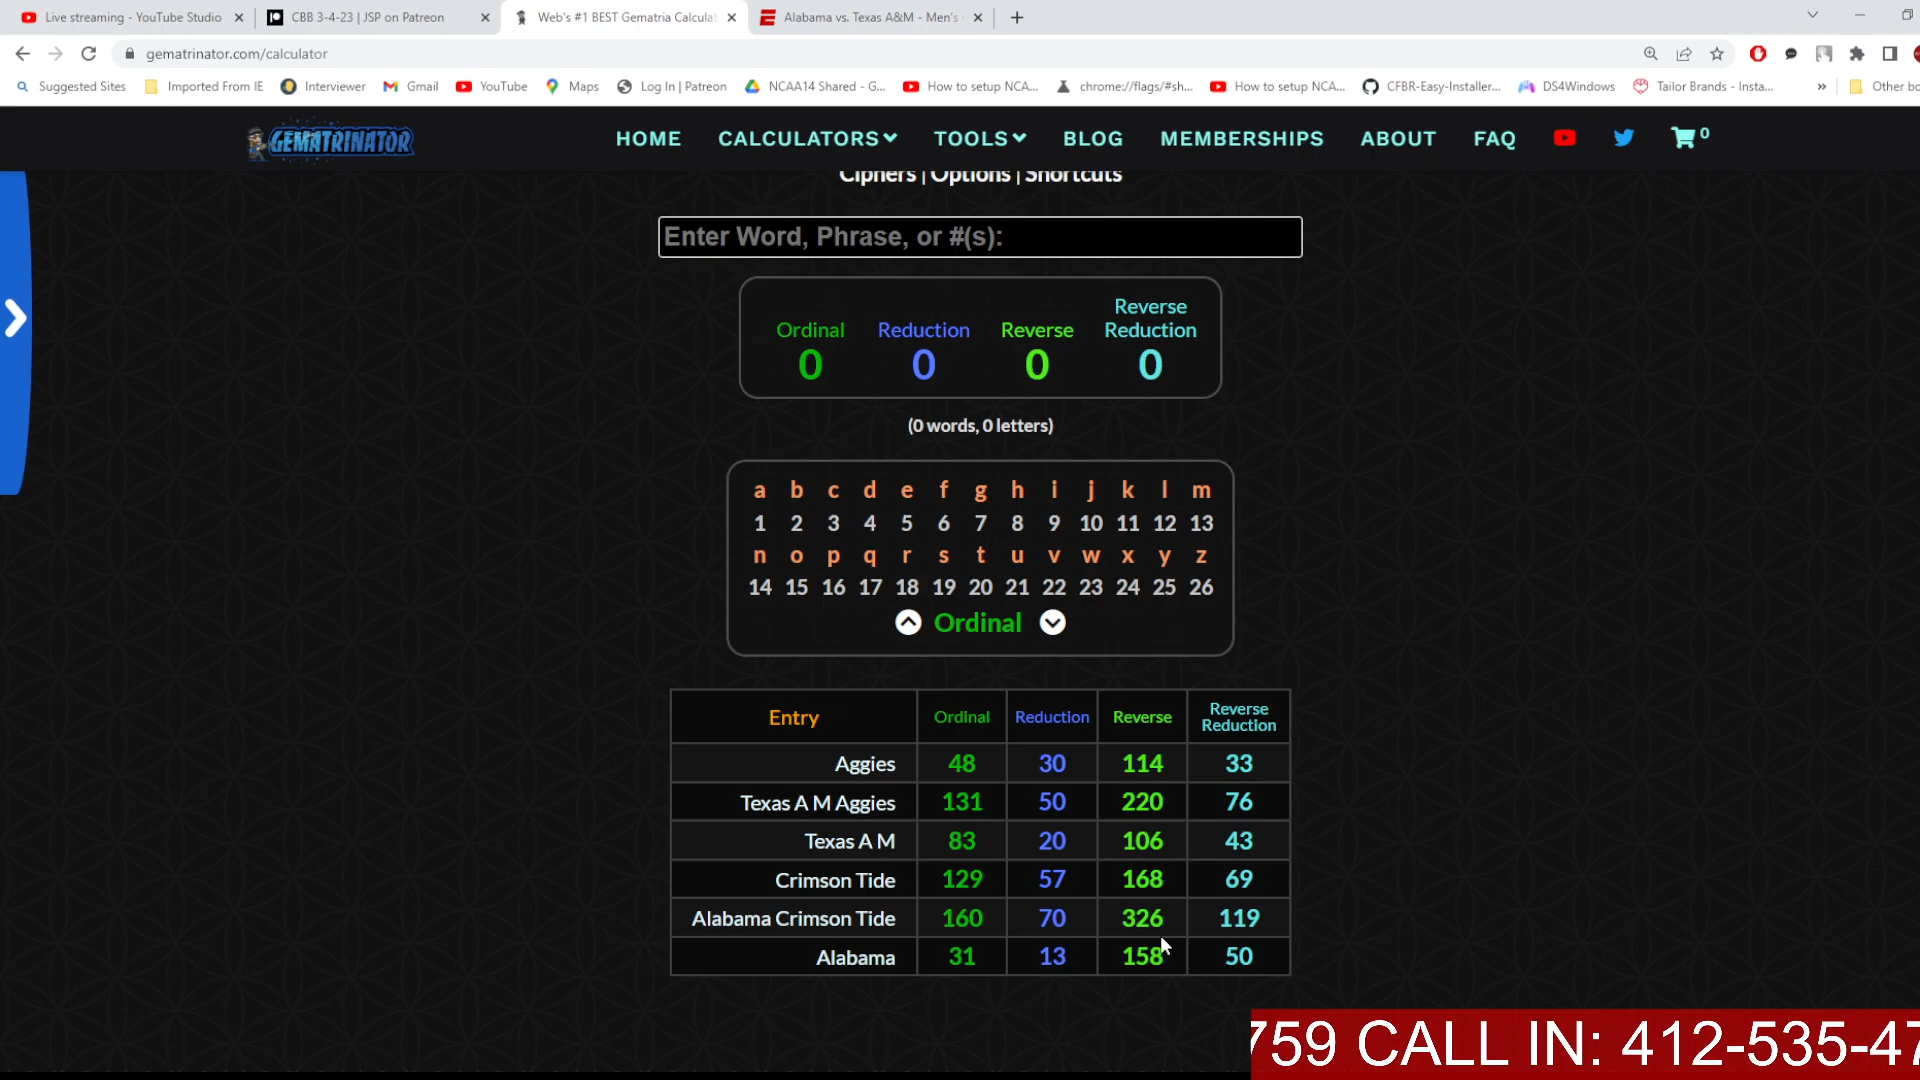 Live streaming - YouTube Studio
CBB 3-4-23 | JSP on Patreon
Web's #1 BEST Gematria Calculat
Alabama vs. Texas A&M - Men's
gematrinator.com/calculator
Suggested Sites
Imported From IE
Interviewer
Gmail
YouTube
Maps
Log In | Patreon
NCAA14 Shared - G...
How to setup NCA...
chrome://flags/#sh...
How to setup NCA...
CFBR-Easy-Installer...
DS4Windows
Tailor Brands - Insta...
»
Other bo
GEMATRINATOR
HOME
CALCULATORS
TOOLS
BLOG
MEMBERSHIPS
ABOUT
FAQ
0
Ciphers | Options | Shortcuts
Enter Word, Phrase, or #(s):
Ordinal Reduction Reverse Reverse Reduction
0 0 0 0
(0 words, 0 letters)
a b c d e f g h i j k l m
1 2 3 4 5 6 7 8 9 10 11 12 13
n o p q r s t u v w x y z
14 15 16 17 18 19 20 21 22 23 24 25 26
Ordinal
Entry Ordinal Reduction Reverse Reverse Reduction
Aggies 48 30 114 33
Texas A M Aggies 131 50 220 76
Texas A M 83 20 106 43
Crimson Tide 129 57 168 69
Alabama Crimson Tide 160 70 326 119
Alabama 31 13 158 50
759 CALL IN: 412-535-47